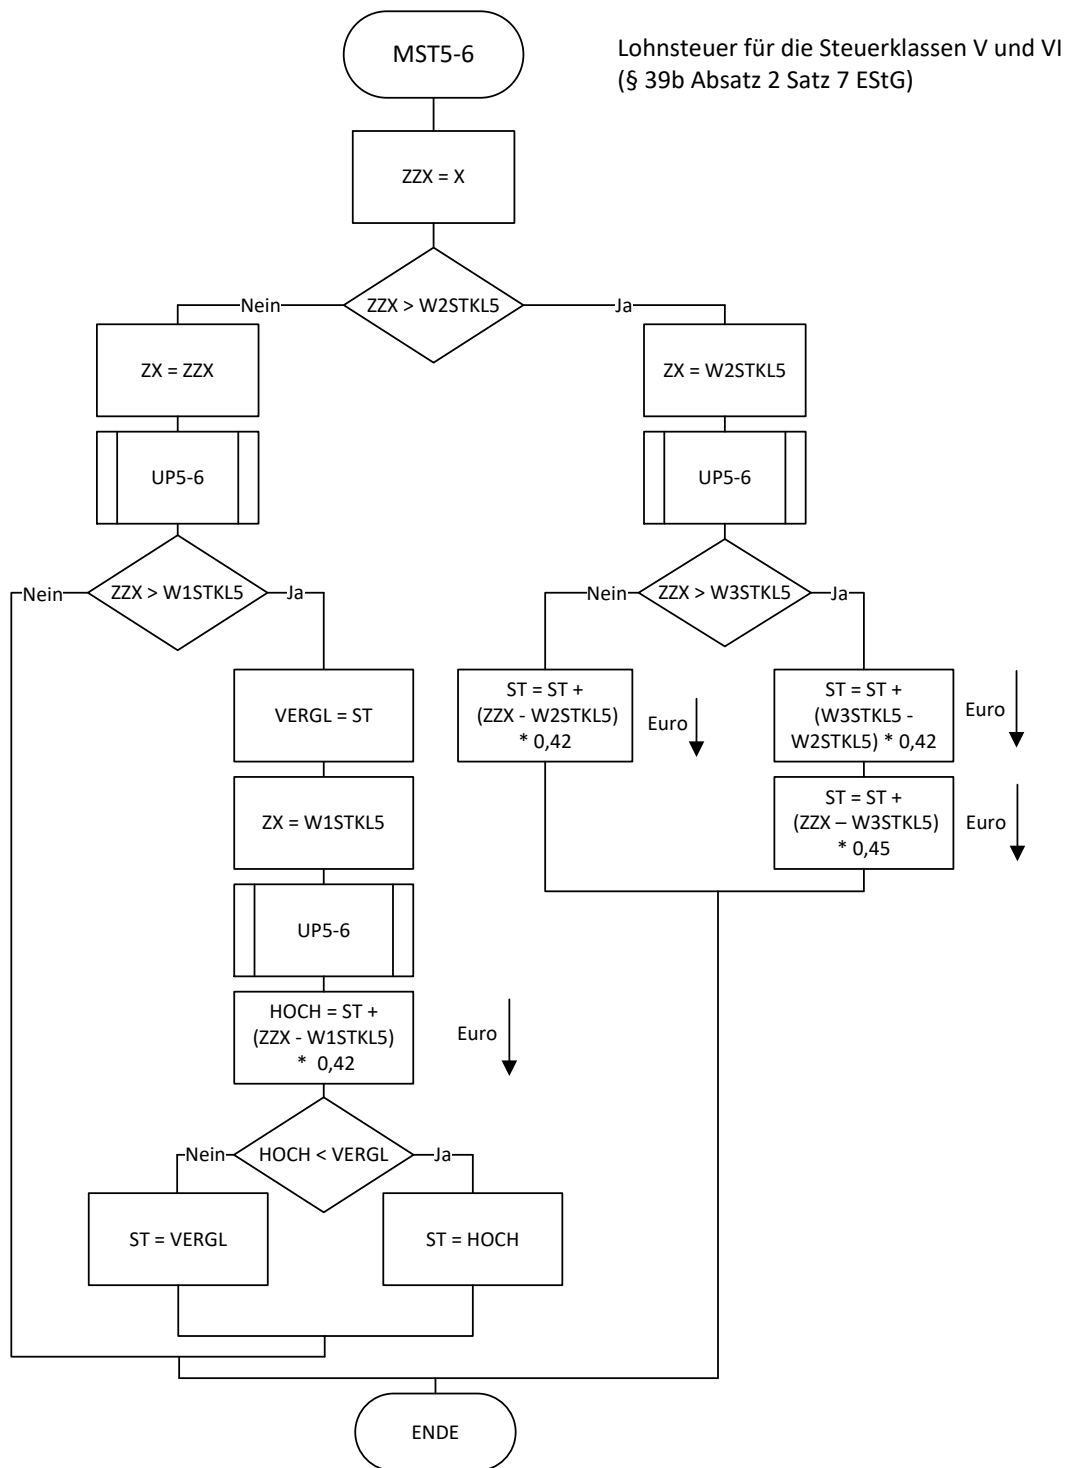 MST5-6
Lohnsteuer für die Steuerklassen V und VI
(§ 39b Absatz 2 Satz 7 EStG)
ZZX = X
ZZX > W2STKL5
Nein
Ja
ZX = ZZX
ZX = W2STKL5
UP5-6
UP5-6
Nein
ZZX > W1STKL5
Ja
Nein
ZZX > W3STKL5
Ja
VERGL = ST
ST = ST +
(ZZX - W2STKL5)
* 0,42
Euro
ST = ST +
(W3STKL5 -
W2STKL5) * 0,42
Euro
ZX = W1STKL5
ST = ST +
(ZZX – W3STKL5)
* 0,45
Euro
UP5-6
HOCH = ST +
(ZZX - W1STKL5)
* 0,42
Euro
Nein
HOCH < VERGL
Ja
ST = VERGL
ST = HOCH
ENDE